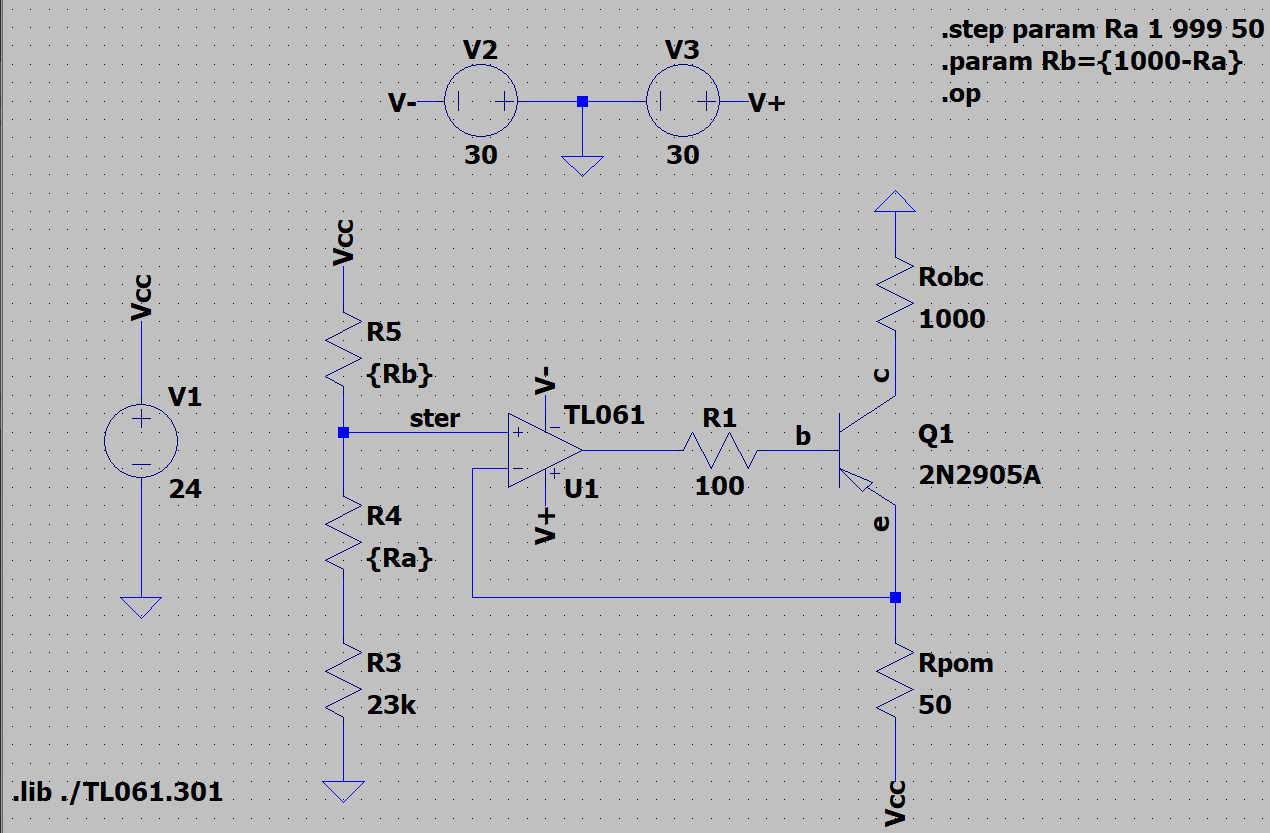 V2
V3
V-
V+
30
30
.step param Ra 1 999 50
.param Rb={1000-Ra}
.op
Vcc
Vcc
V1
24
R5
{Rb}
ster
R4
{Ra}
R3
23k
V-
TL061
+
-
-
+
U1
V+
R1
100
b
Robc
1000
c
Q1
2N2905A
e
Rpom
50
Vcc
.lib ./TL061.301